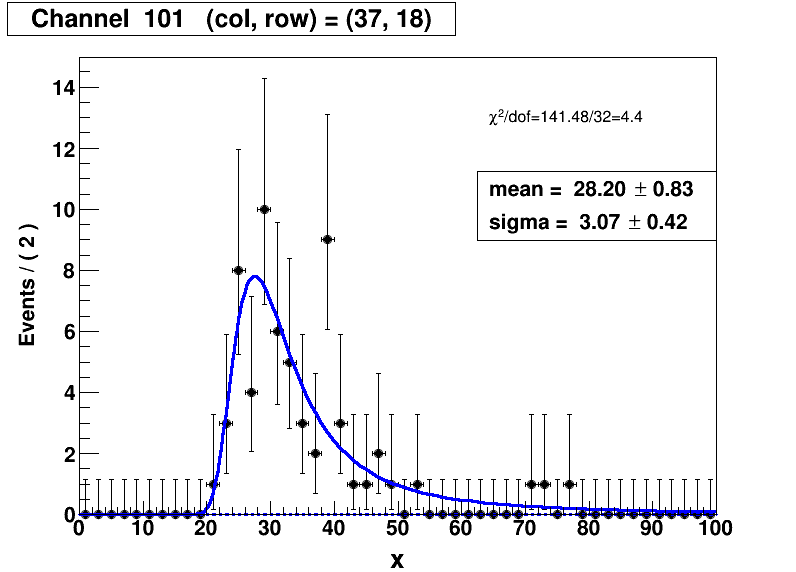 Channel  101   (col, row) = (37, 18)
χ²/dof=141.48/32=4.4
mean =  28.20 ± 0.83
sigma =  3.07 ± 0.42
Events / ( 2 )
14
12
10
8
6
4
2
0
0 10 20 30 40 50 60 70 80 90 100
x